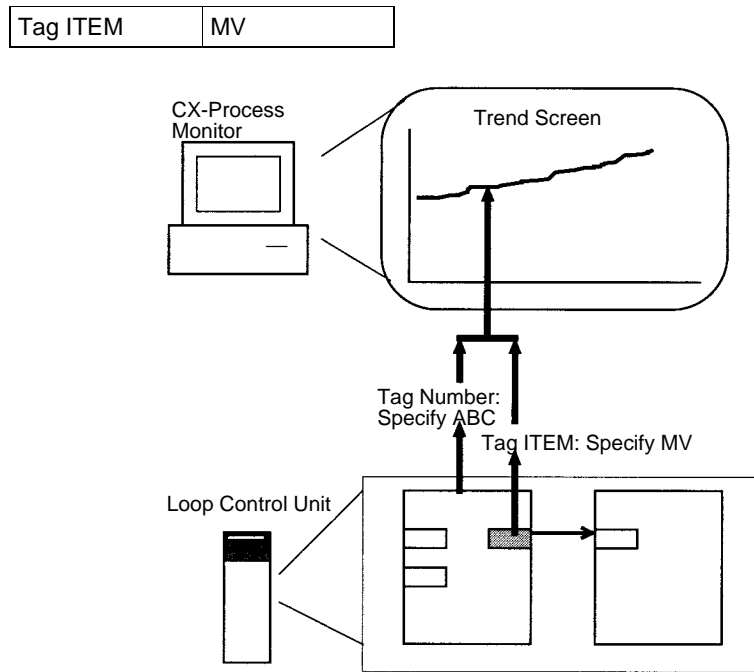 Tag ITEM MV
CX-Process
Monitor
Trend Screen
Tag Number:
Specify ABC
Tag ITEM: Specify MV
Loop Control Unit